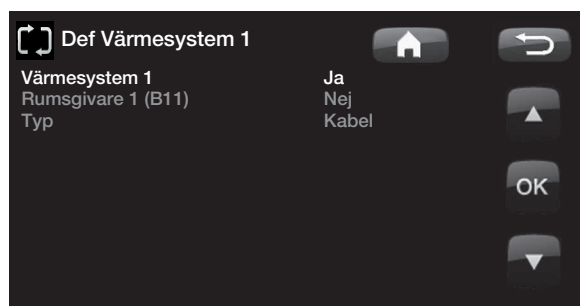 Def Värmesystem 1
Värmesystem 1 Ja
Rumsgivare 1 (B11) Nej
Typ Kabel
OK